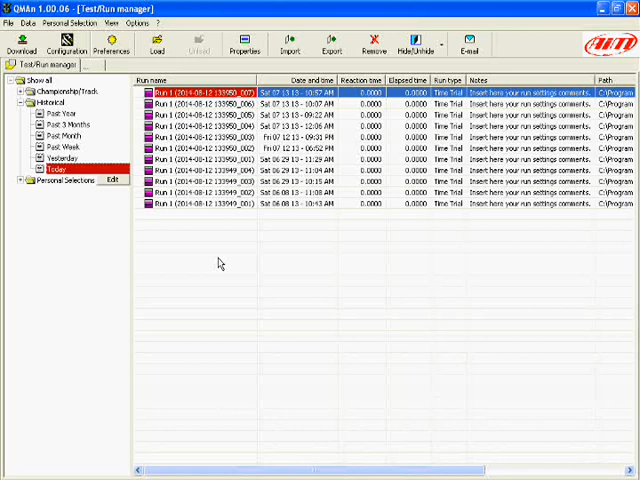 QMAn 1.00.06 - [Test/Run manager]
File Data Personal Selection View Options ?
Download Configuration Preferences Load Unload Properties Import Export Remove Hide/Unhide E-mail AIM
Test/Run manager ...
Show all
Championship/Track
Historical
Past Year
Past 3 Months
Past Month
Past Week
Yesterday
Today
Personal Selections Edit
Run name Date and time Reaction time Elapsed time Run type Notes Path
Run 1 (2014-08-12 133950_007) Sat 07 13 13 - 10:57 AM 0.0000 0.0000 Time Trial Insert here your run settings comments. C:\Program
Run 1 (2014-08-12 133950_006) Sat 07 13 13 - 10:07 AM 0.0000 0.0000 Time Trial Insert here your run settings comments. C:\Program
Run 1 (2014-08-12 133950_005) Sat 07 13 13 - 09:22 AM 0.0000 0.0000 Time Trial Insert here your run settings comments. C:\Program
Run 1 (2014-08-12 133950_004) Sat 07 13 13 - 12:06 AM 0.0000 0.0000 Time Trial Insert here your run settings comments. C:\Program
Run 1 (2014-08-12 133950_003) Fri 07 12 13 - 09:31 PM 0.0000 0.0000 Time Trial Insert here your run settings comments. C:\Program
Run 1 (2014-08-12 133950_002) Fri 07 12 13 - 06:52 PM 0.0000 0.0000 Time Trial Insert here your run settings comments. C:\Program
Run 1 (2014-08-12 133950_001) Sat 06 29 13 - 11:29 AM 0.0000 0.0000 Time Trial Insert here your run settings comments. C:\Program
Run 1 (2014-08-12 133949_004) Sat 06 29 13 - 11:04 AM 0.0000 0.0000 Time Trial Insert here your run settings comments. C:\Program
Run 1 (2014-08-12 133949_003) Sat 06 29 13 - 10:15 AM 0.0000 0.0000 Time Trial Insert here your run settings comments. C:\Program
Run 1 (2014-08-12 133949_002) Sat 06 08 13 - 11:08 AM 0.0000 0.0000 Time Trial Insert here your run settings comments. C:\Program
Run 1 (2014-08-12 133949_001) Sat 06 08 13 - 10:43 AM 0.0000 0.0000 Time Trial Insert here your run settings comments. C:\Program